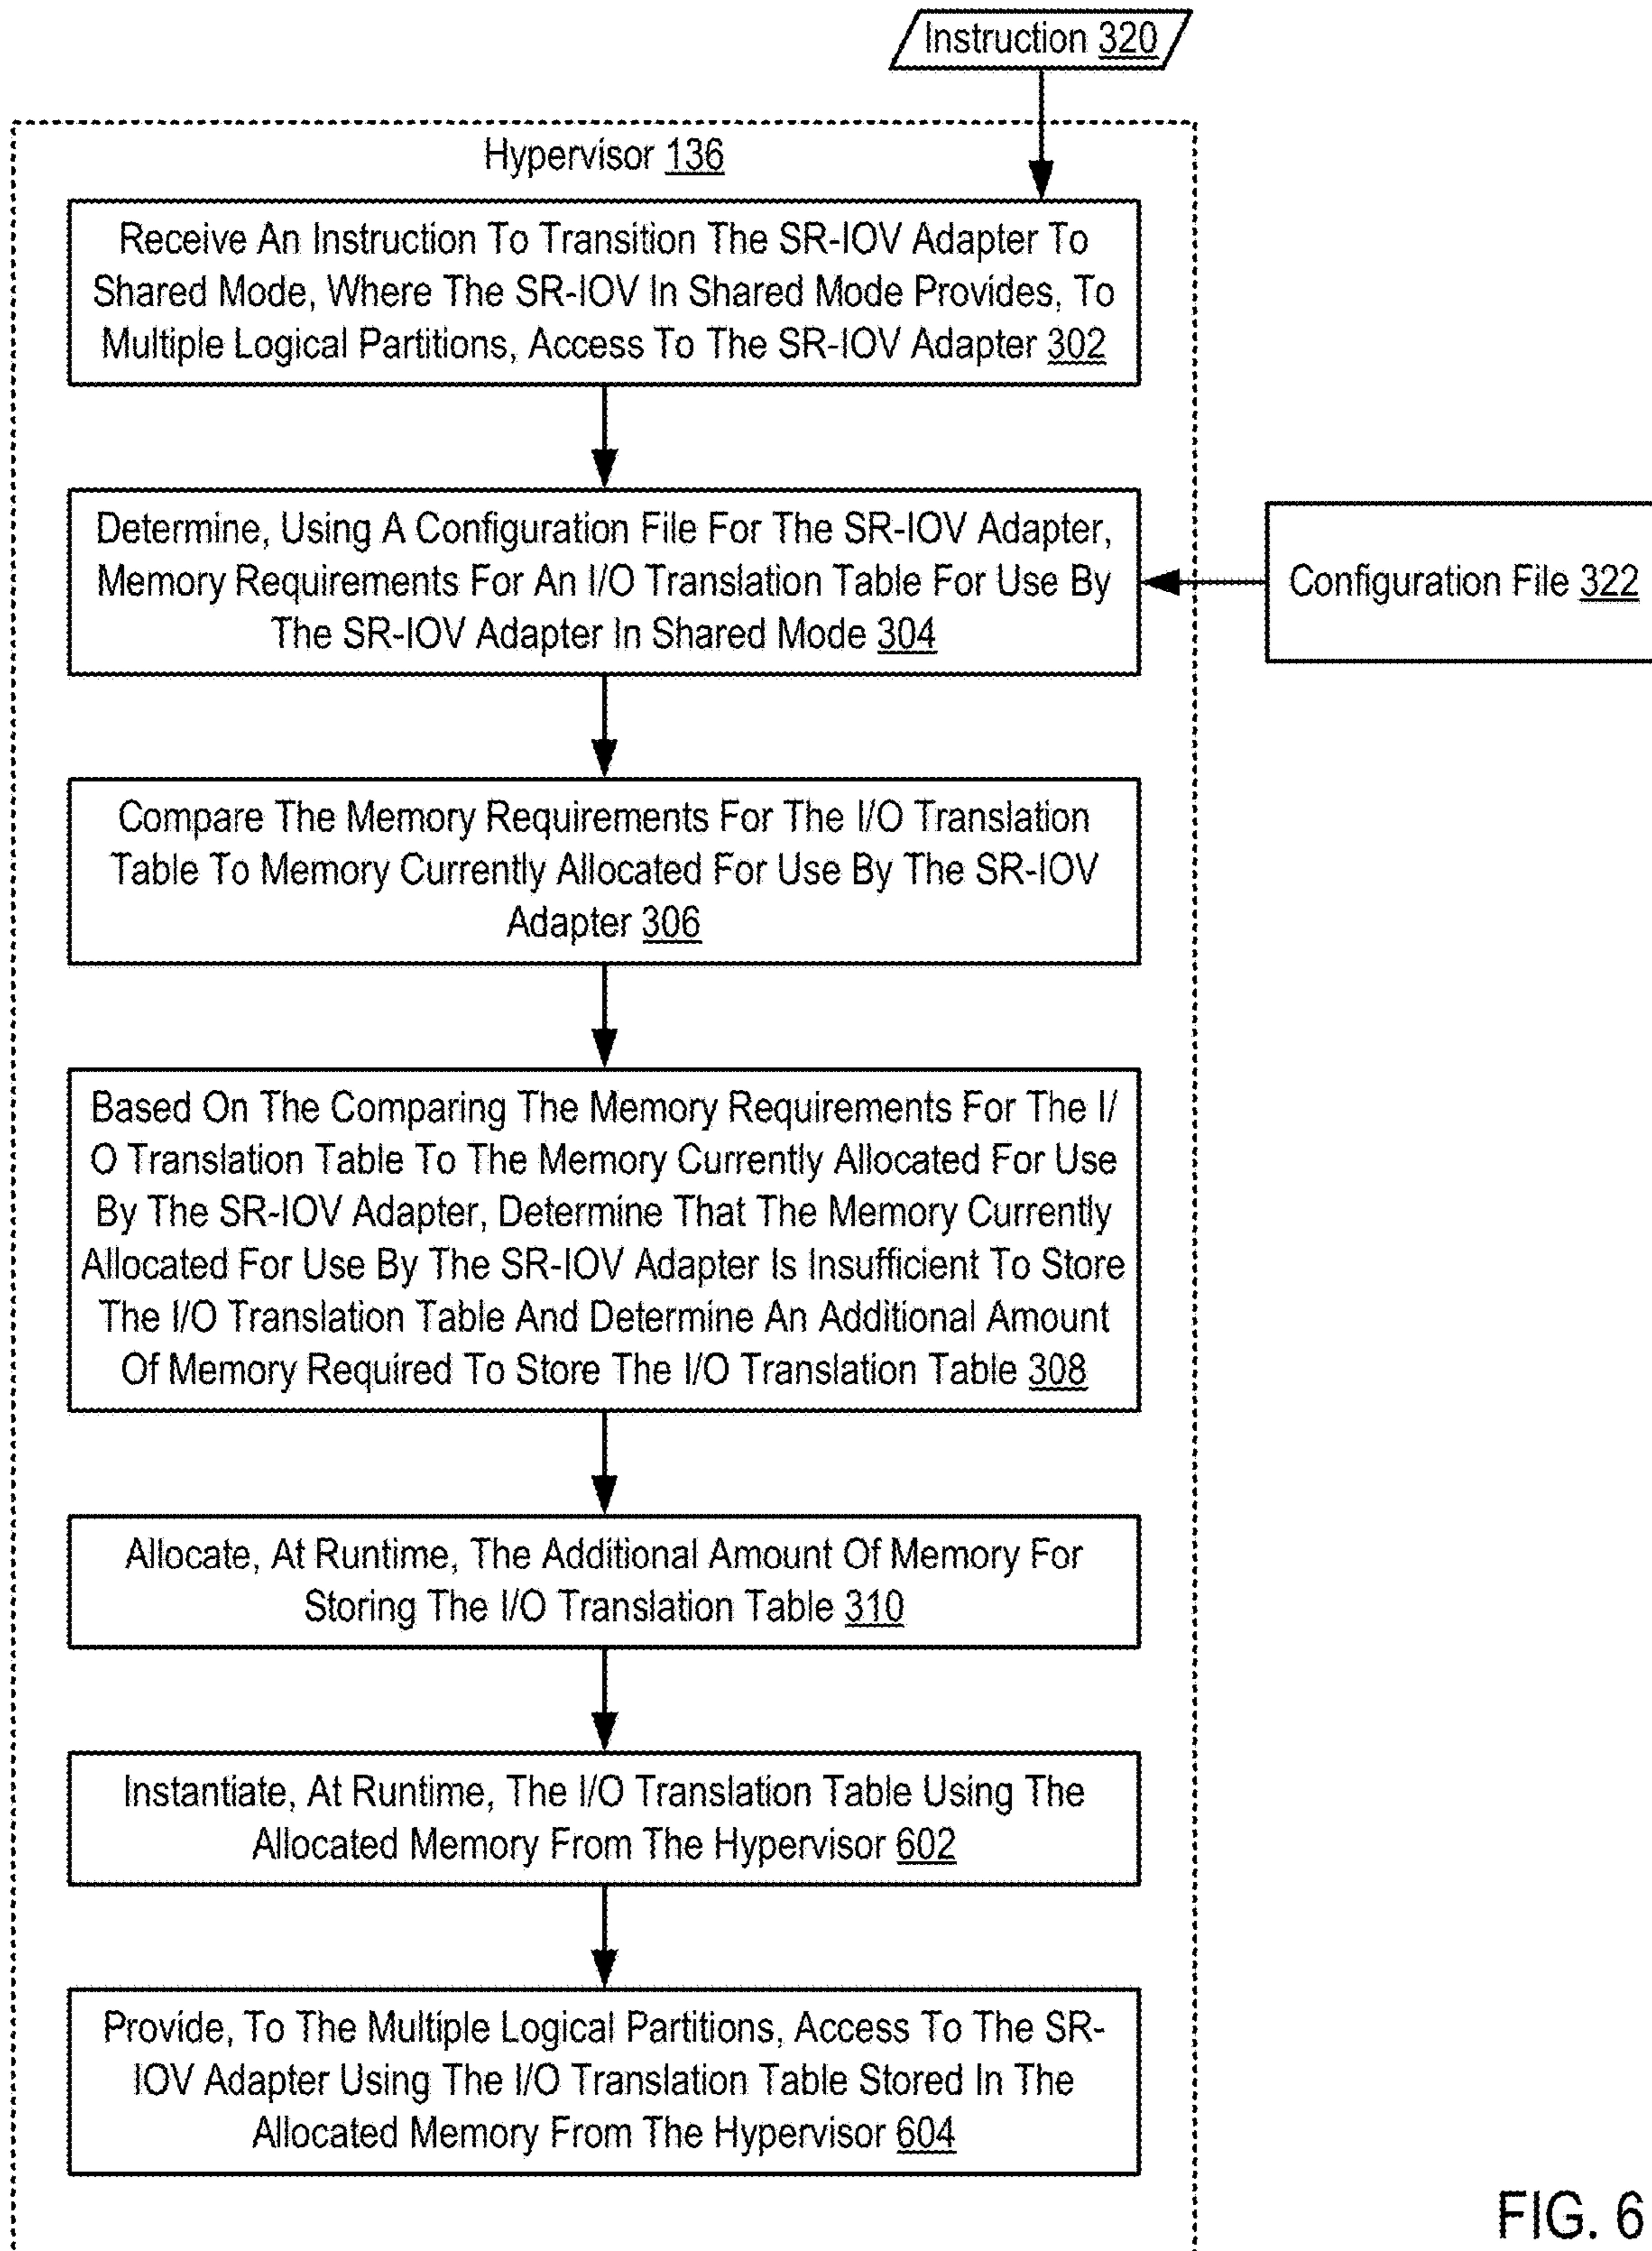 Instruction 320
Hypervisor 136
Receive An Instruction To Transition The SR-IOV Adapter To
Shared Mode, Where The SR-IOV In Shared Mode Provides, To
Multiple Logical Partitions, Access To The SR-IOV Adapter 302
Determine, Using A Configuration File For The SR-IOV Adapter,
Memory Requirements For An I/O Translation Table For Use By
The SR-IOV Adapter In Shared Mode 304
Configuration File 322
Compare The Memory Requirements For The I/O Translation
Table To Memory Currently Allocated For Use By The SR-IOV
Adapter 306
Based On The Comparing The Memory Requirements For The I/
O Translation Table To The Memory Currently Allocated For Use
By The SR-IOV Adapter, Determine That The Memory Currently
Allocated For Use By The SR-IOV Adapter Is Insufficient To Store
The I/O Translation Table And Determine An Additional Amount
Of Memory Required To Store The I/O Translation Table 308
Allocate, At Runtime, The Additional Amount Of Memory For
Storing The I/O Translation Table 310
Instantiate, At Runtime, The I/O Translation Table Using The
Allocated Memory From The Hypervisor 602
Provide, To The Multiple Logical Partitions, Access To The SR-
IOV Adapter Using The I/O Translation Table Stored In The
Allocated Memory From The Hypervisor 604
FIG. 6